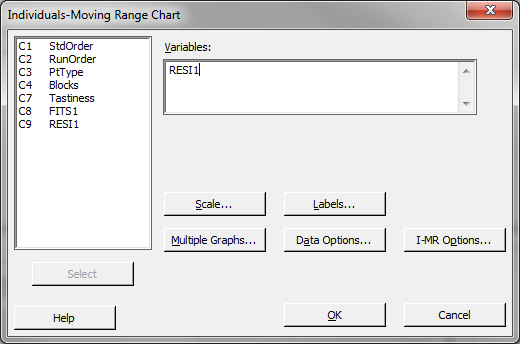 Individuals-Moving Range Chart
C1 StdOrder
C2 RunOrder
C3 PtType
C4 Blocks
C7 Tastiness
C8 FITS1
C9 RESI1
Variables:
RESI1
Scale...
Labels...
Multiple Graphs...
Data Options...
I-MR Options...
Select
Help
OK
Cancel